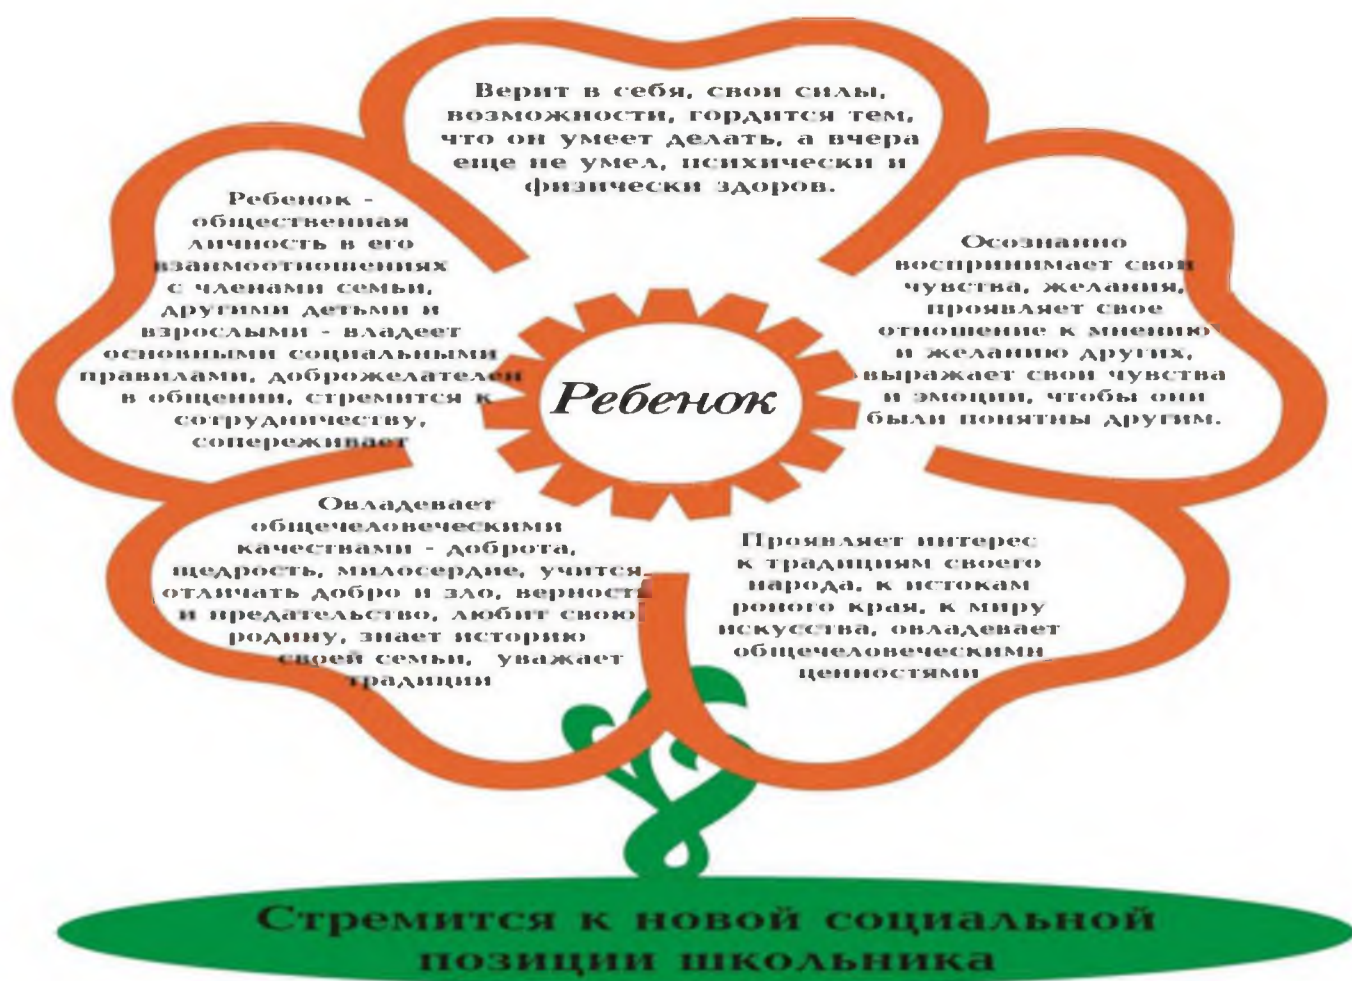 Верит в себя, свои силы,
возможности, гордится тем,
что он умеет делать, а вчера
еще не умел, психически и
физически здоров.
Ребенок -
общественная
личность в его
взаимоотношениях
с членами семьи,
другими детьми и
взрослыми - владеет
основными социальными
правилами, доброжелателен
в общении, стремится к
сотрудничеству,
сопереживает
Осознанно
воспринимает свои
чувства, желания,
проявляет свое
отношение к мнению
и желанию других,
выражает свои чувства
и эмоции, чтобы они
были понятны другим.
Ребенок
Овладевает
общечеловеческими
качествами - доброта,
щедрость, милосердие, учится
отличать добро и зло, верность
и предательство, любит свою
родину, знает историю
своей семьи, уважает
традиции
Проявляет интерес
к традициям своего
народа, к истокам
роного края, к миру
искусства, овладевает
общечеловеческими
ценностями
Стремится к новой социальной
позиции школьника